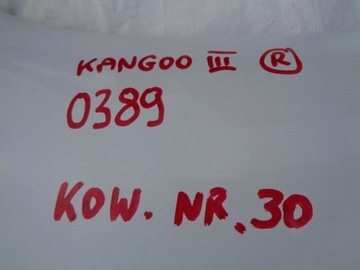 KANGOO III R
0389
KOW. NR. 30